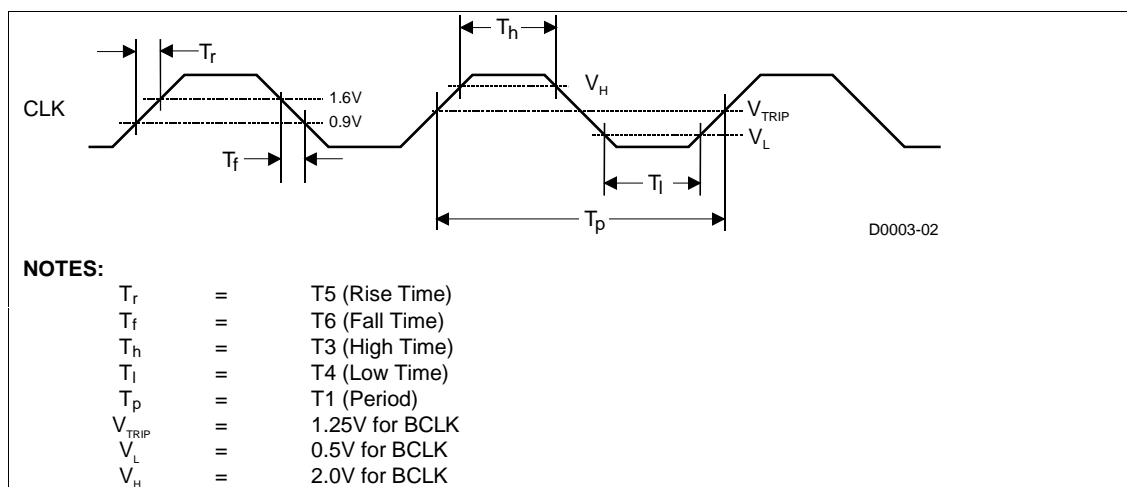 Th
Tr
VH
CLK
1.6V
VTRIP
0.9V
VL
Tf
Tl
Tp
D0003-02
NOTES:
Tr = T5 (Rise Time)
Tf = T6 (Fall Time)
Th = T3 (High Time)
Tl = T4 (Low Time)
Tp = T1 (Period)
VTRIP = 1.25V for BCLK
VL = 0.5V for BCLK
VH = 2.0V for BCLK